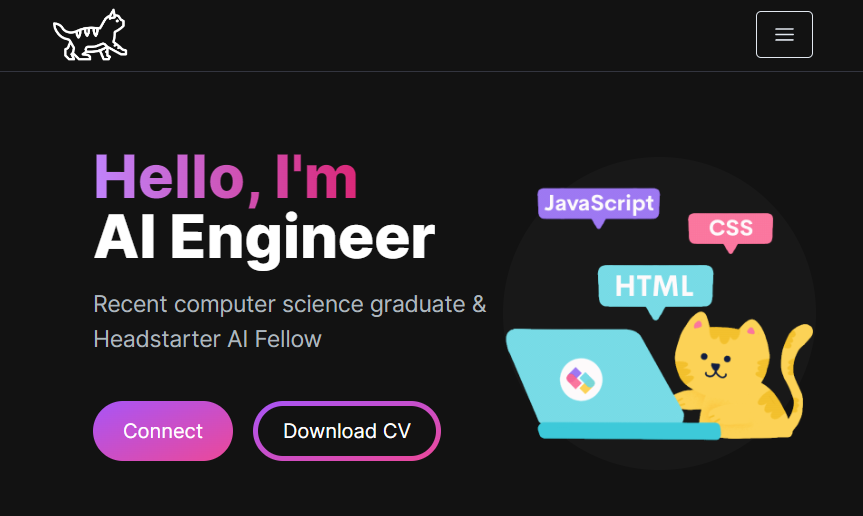 Hello, I'm
AI Engineer
Recent computer science graduate &
Headstarter AI Fellow
Connect
Download CV
JavaScript
CSS
HTML